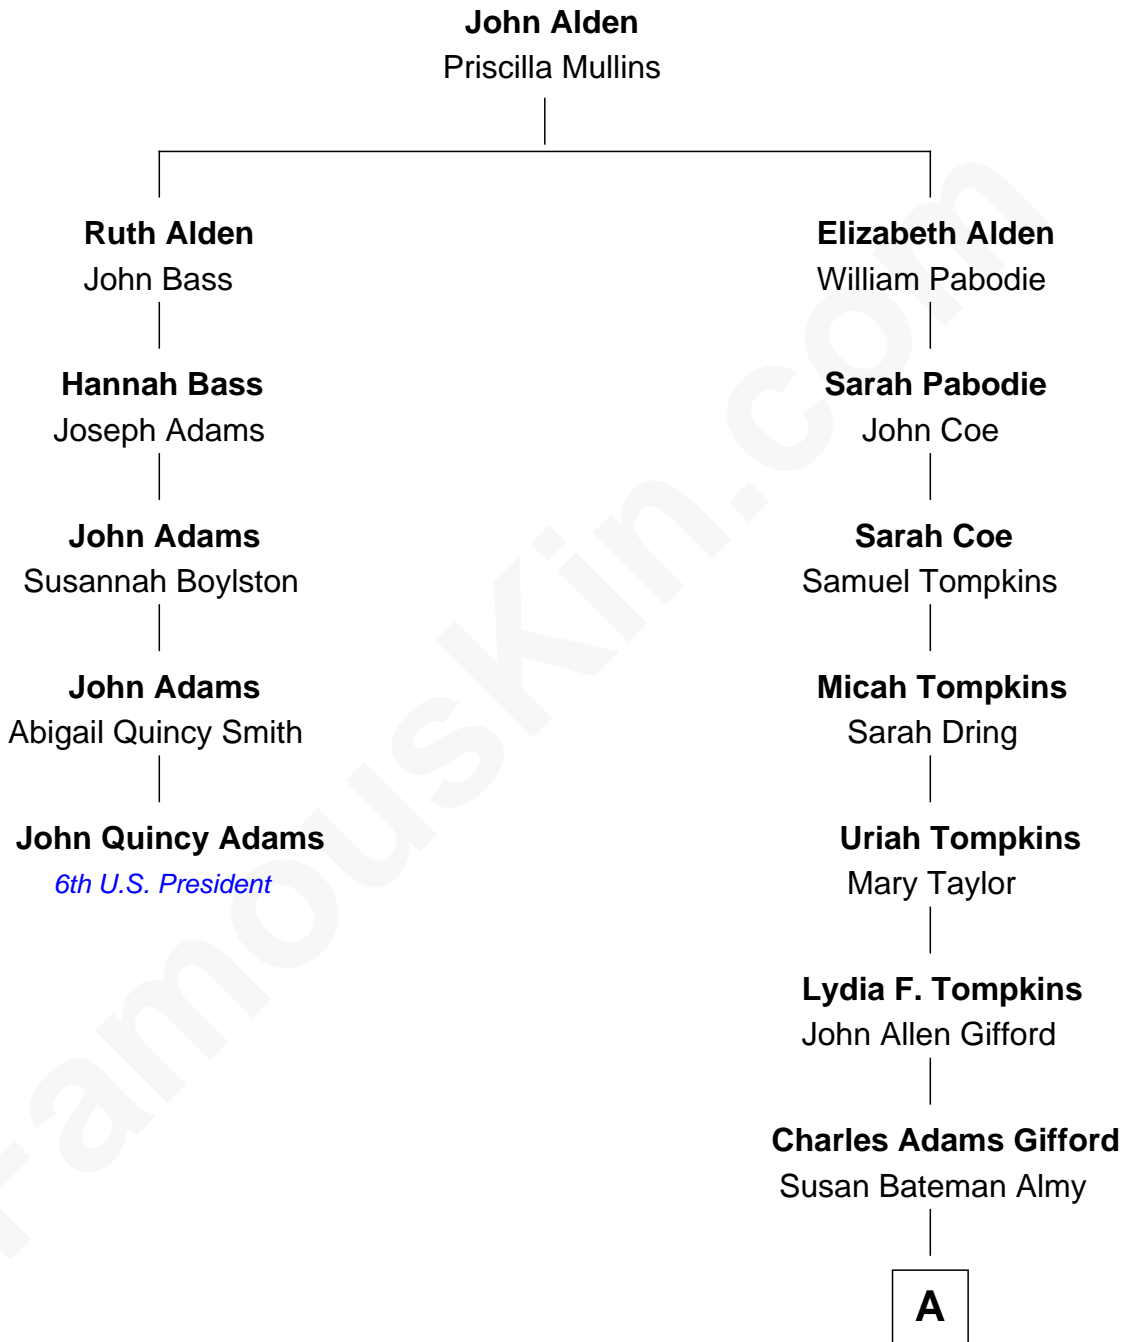 John Alden
Priscilla Mullins
Ruth Alden
John Bass
Hannah Bass
Joseph Adams
John Adams
Susannah Boylston
John Adams
Abigail Quincy Smith
John Quincy Adams
6th U.S. President
Elizabeth Alden
William Pabodie
Sarah Pabodie
John Coe
Sarah Coe
Samuel Tompkins
Micah Tompkins
Sarah Dring
Uriah Tompkins
Mary Taylor
Lydia F. Tompkins
John Allen Gifford
Charles Adams Gifford
Susan Bateman Almy
A
FamousKin.com